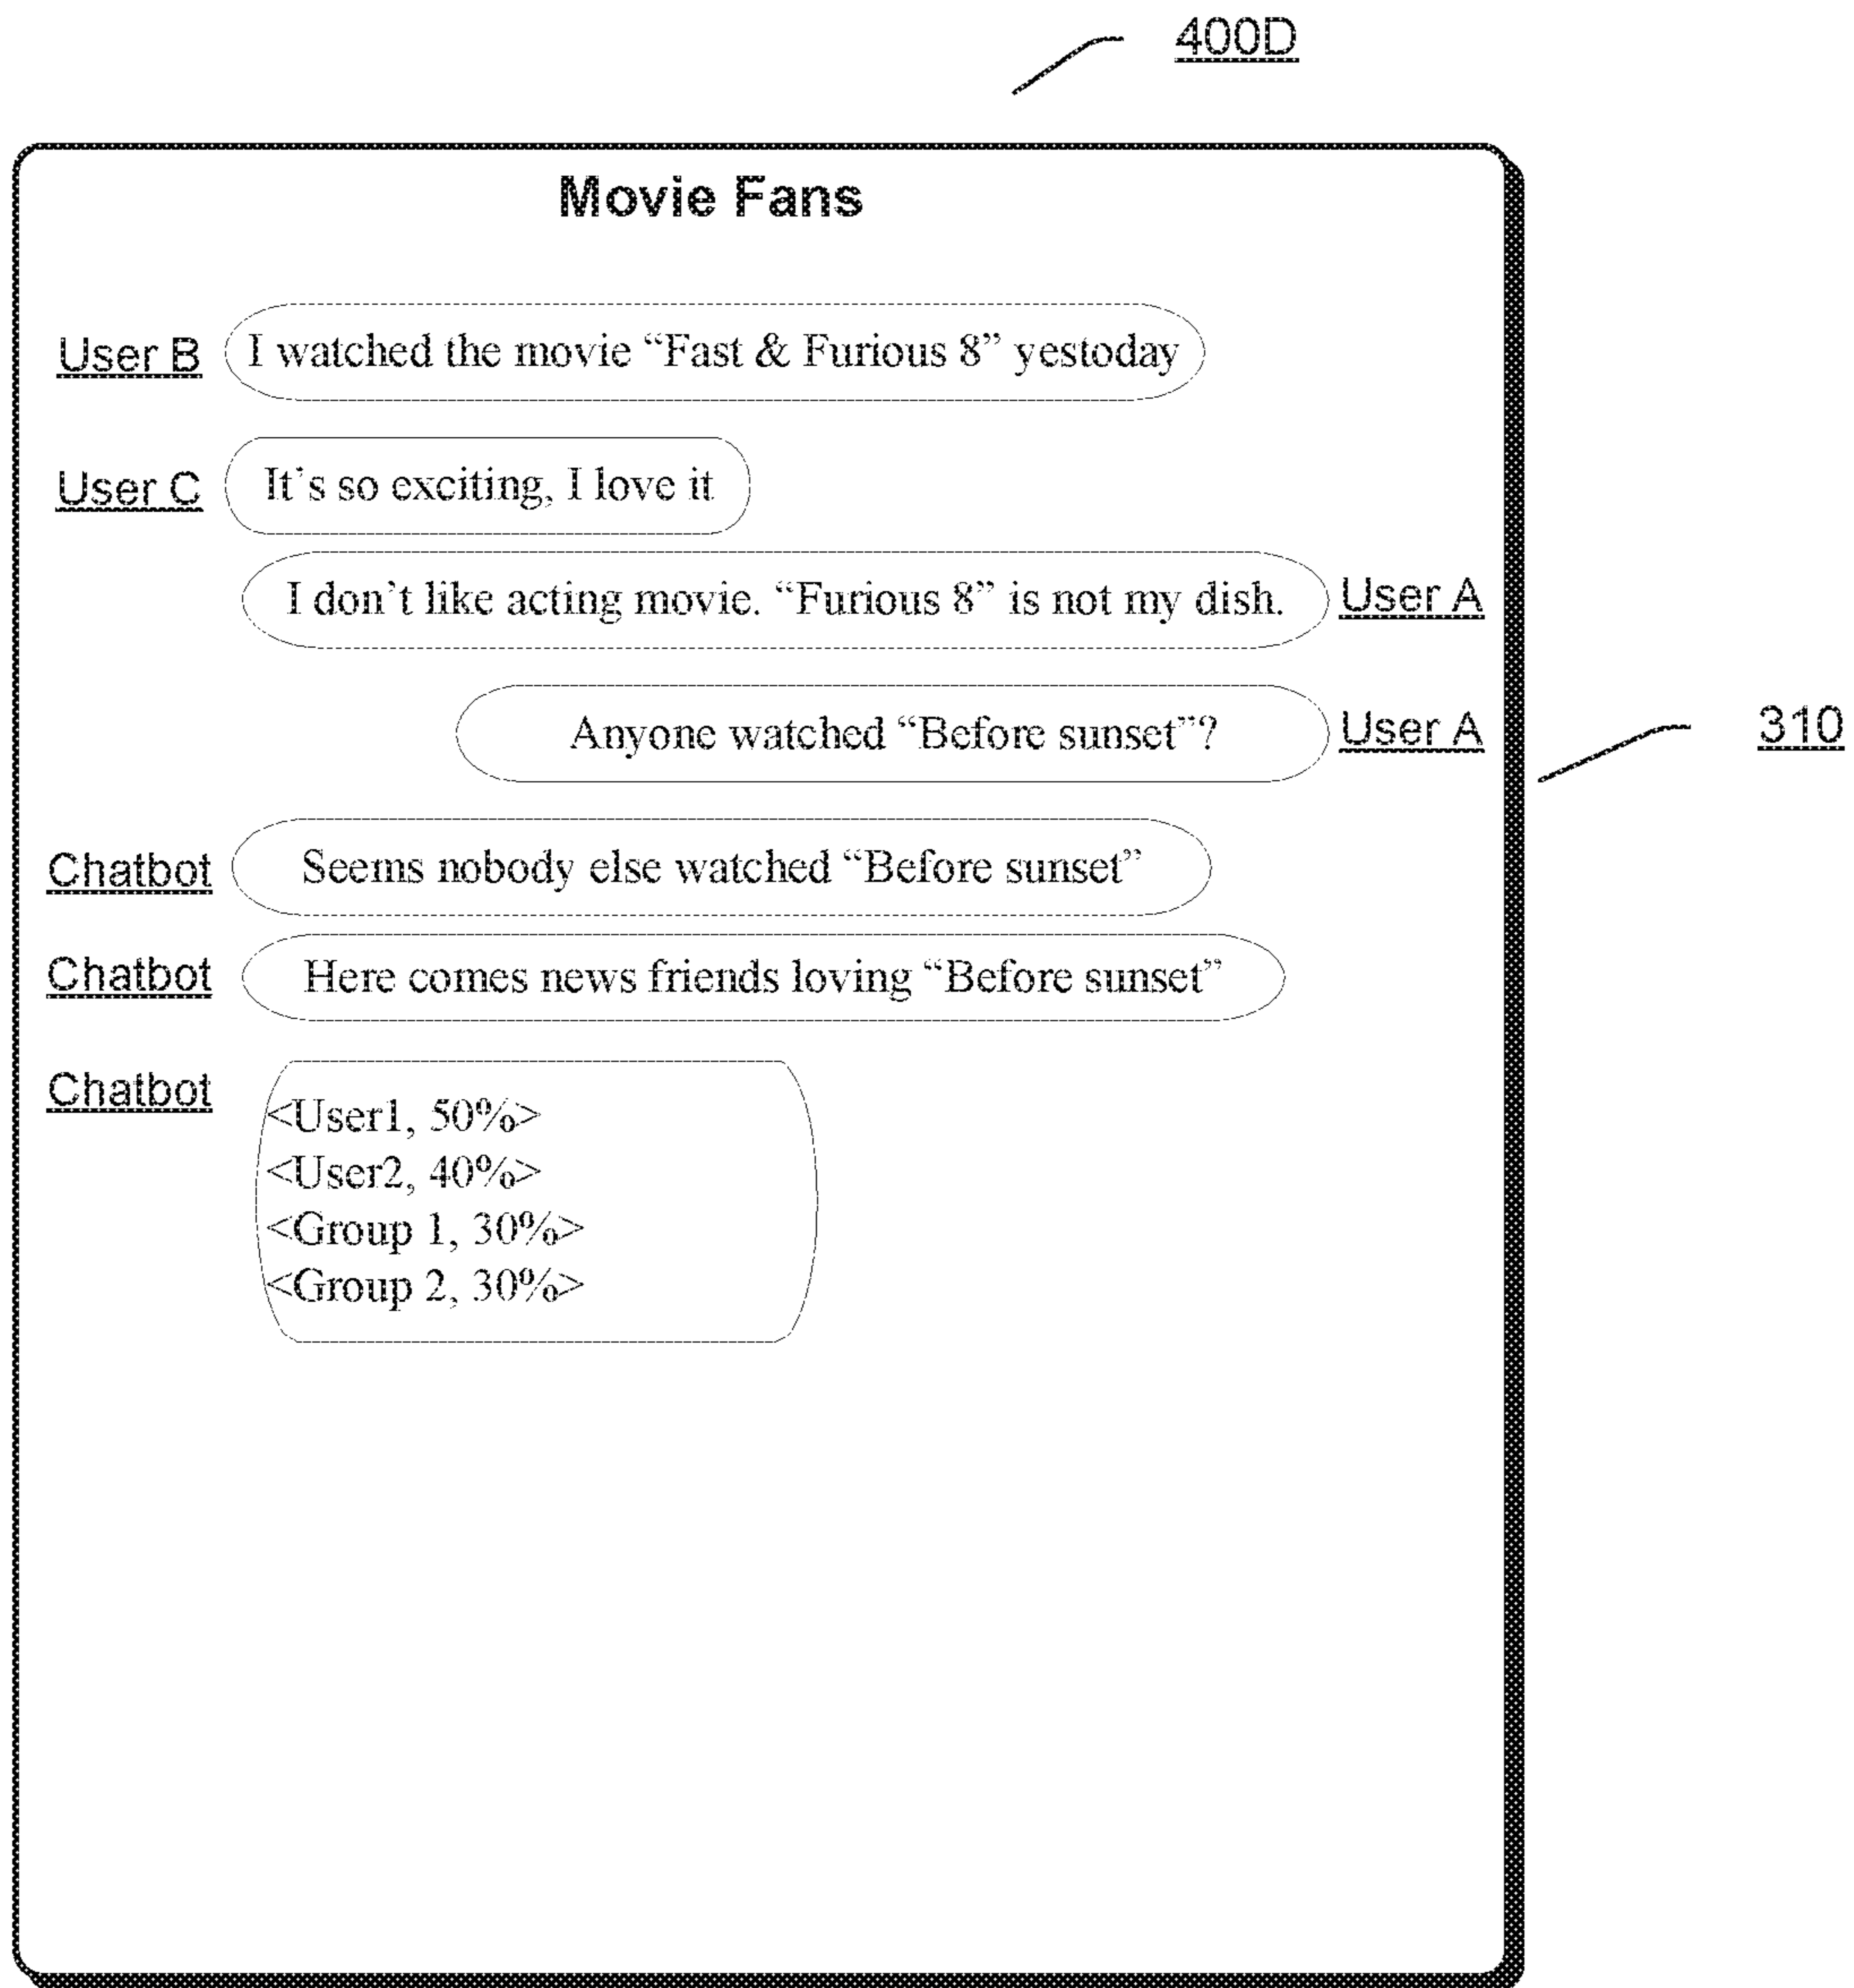 400D
Movie Fans
User B I watched the movie “Fast & Furious 8” yestoday
User C It’s so exciting, I love it
I don’t like acting movie. “Furious 8” is not my dish. User A
Anyone watched “Before sunset”? User A
310
Chatbot Seems nobody else watched “Before sunset”
Chatbot Here comes news friends loving “Before sunset”
Chatbot
<User1, 50%>
<User2, 40%>
<Group 1, 30%>
<Group 2, 30%>